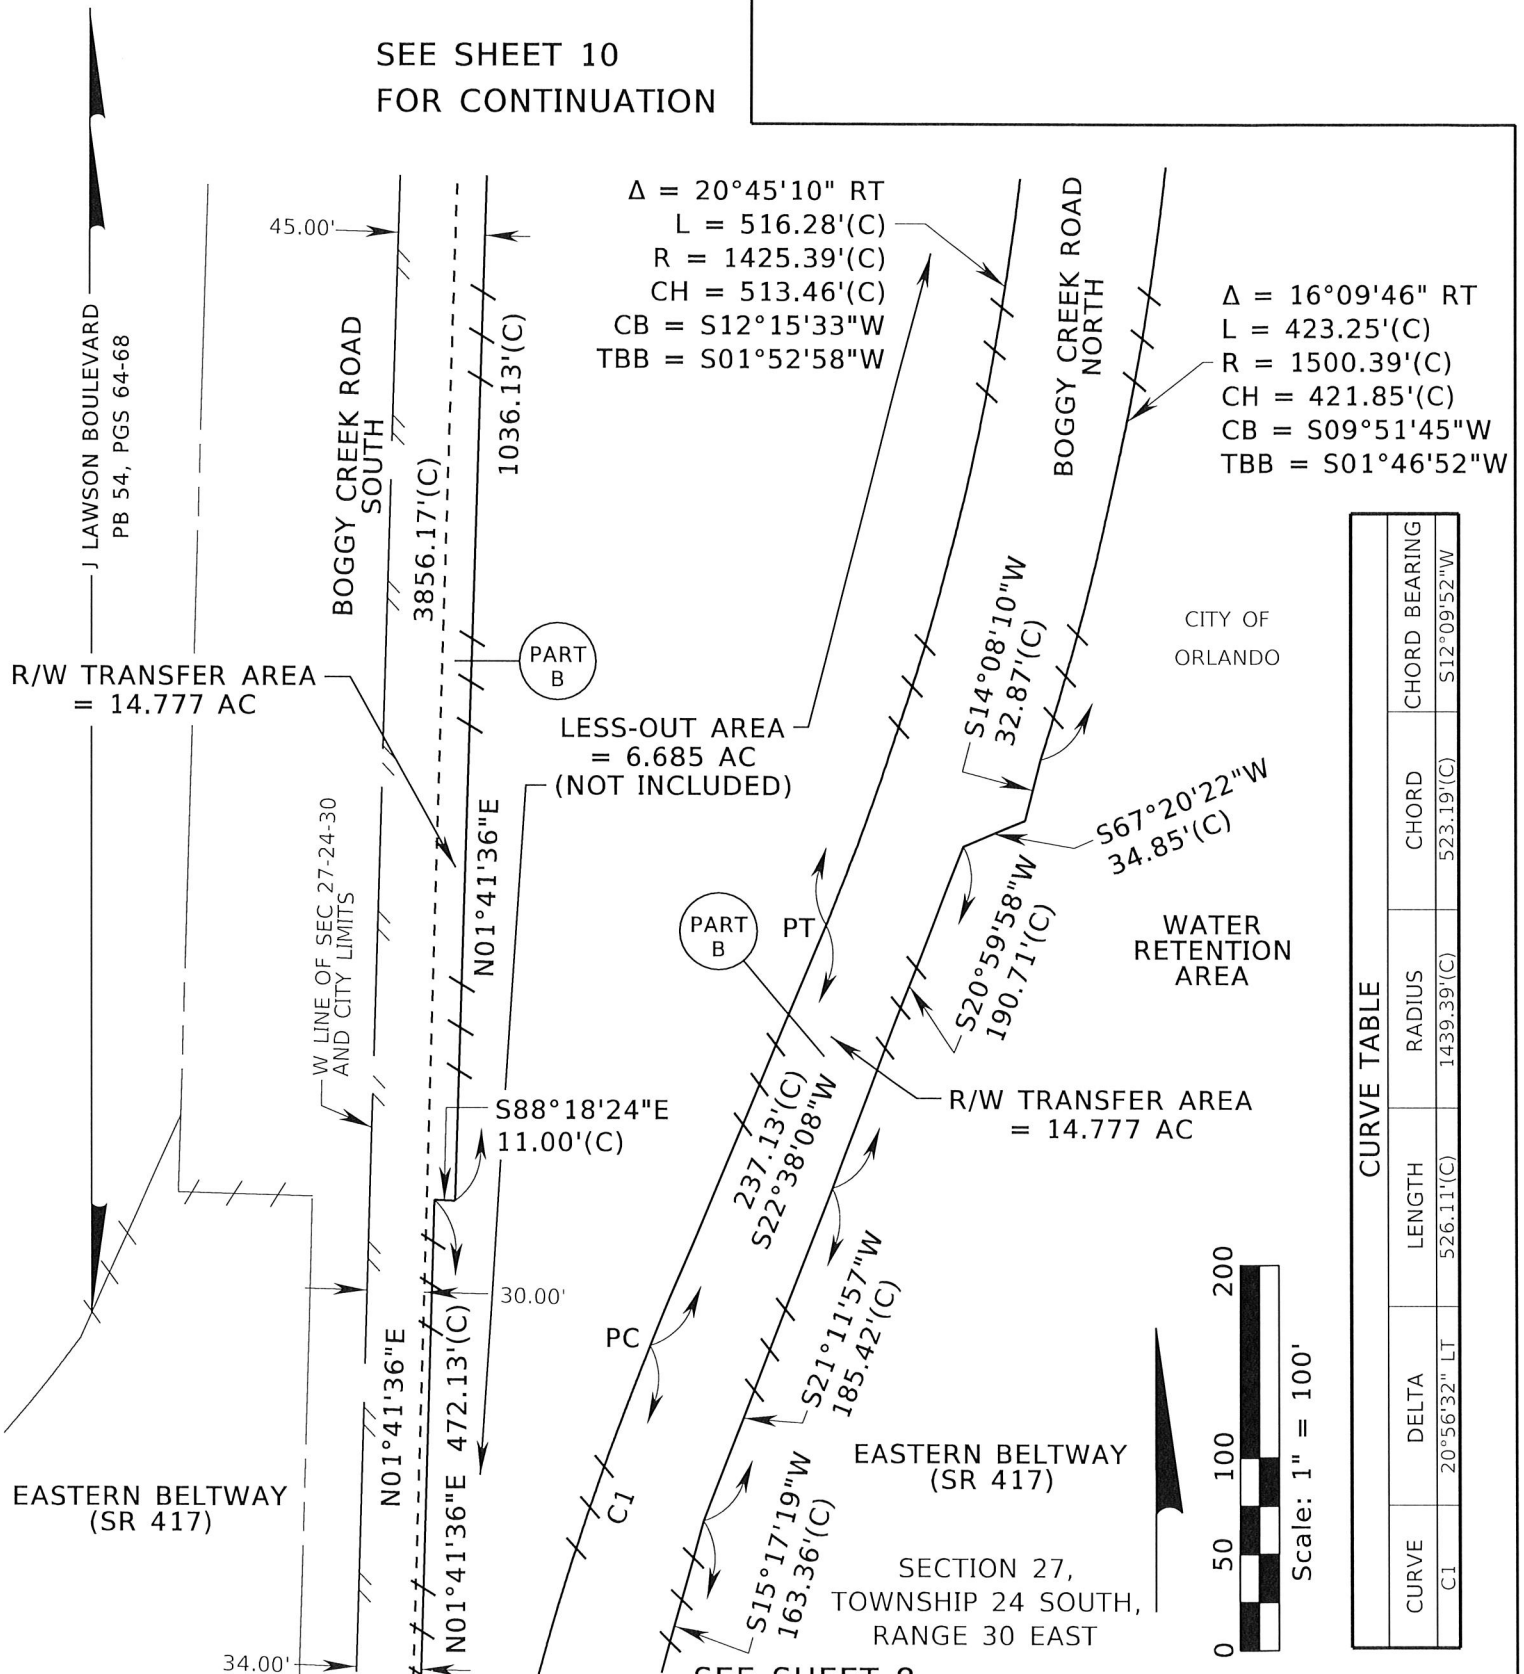 SEE SHEET 10
FOR CONTINUATION
45.00'
Δ = 20°45'10" RT
L = 516.28'(C)
R = 1425.39'(C)
CH = 513.46'(C)
CB = S12°15'33"W
TBB = S01°52'58"W
BOGGY CREEK ROAD
NORTH
Δ = 16°09'46" RT
L = 423.25'(C)
R = 1500.39'(C)
CH = 421.85'(C)
CB = S09°51'45"W
TBB = S01°46'52"W
J LAWSON BOULEVARD
PB 54, PGS 64-68
BOGGY CREEK ROAD
SOUTH
3856.17'(C)
1036.13'(C)
PART
B
R/W TRANSFER AREA
= 14.777 AC
LESS-OUT AREA
= 6.685 AC
(NOT INCLUDED)
S14°08'10"W
32.87'(C)
CITY OF
ORLANDO
S67°20'22"W
34.85'(C)
W LINE OF SEC 27-24-30
AND CITY LIMITS
N01°41'36"E
PART
B
PT
S20°59'58"W
190.71'(C)
WATER
RETENTION
AREA
S88°18'24"E
11.00'(C)
237.13'(C)
S22°38'08"W
R/W TRANSFER AREA
= 14.777 AC
30.00'
PC
N01°41'36"E
N01°41'36"E 472.13'(C)
S21°11'57"W
185.42'(C)
EASTERN BELTWAY
(SR 417)
EASTERN BELTWAY
(SR 417)
C1
S15°17'19"W
163.36'(C)
SECTION 27,
TOWNSHIP 24 SOUTH,
RANGE 30 EAST
34.00'
0 50 100 200
Scale: 1" = 100'
CURVE TABLE
CURVE DELTA LENGTH RADIUS CHORD CHORD BEARING
C1 20°56'32" LT 526.11'(C) 1439.39'(C) 523.19'(C) S12°09'52"W
SEE SHEET